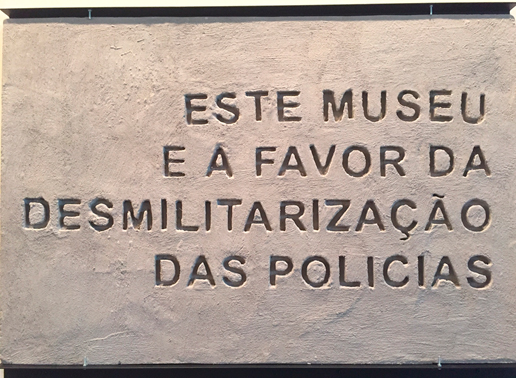 ESTE MUSEU
E A FAVOR DA
DESMILITARIZAÇÃO
DAS POLICIAS